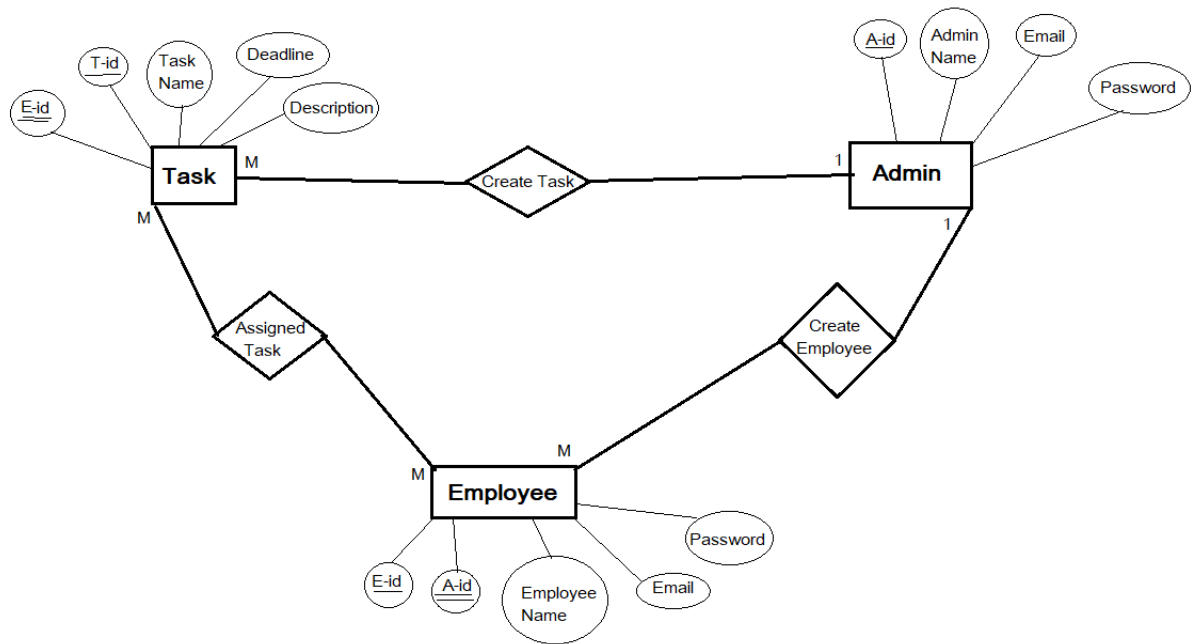 A-id
Admin
Name
Email
T-id
Task
Name
Deadline
E-id
Description
Password
Task
M
Create Task
1
Admin
M
1
Assigned
Task
Create
Employee
M
M
Employee
Password
E-id
A-id
Employee
Name
Email